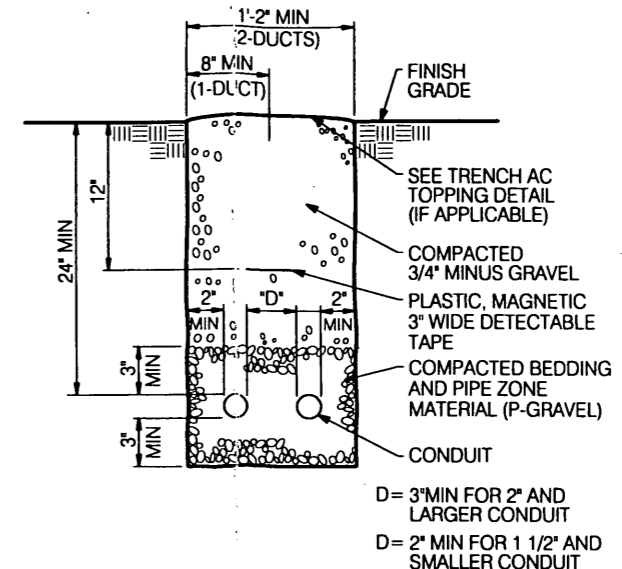 1'-2" MIN
(2-DUCTS)
8" MIN
(1-DUCT)
FINISH
GRADE
SEE TRENCH AC
TOPPING DETAIL
(IF APPLICABLE)
12"
24" MIN
COMPACTED
3/4" MINUS GRAVEL
PLASTIC, MAGNETIC
3" WIDE DETECTABLE
TAPE
2"
MIN
"D"
2"
MIN
3"
MIN
COMPACTED BEDDING
AND PIPE ZONE
MATERIAL (P-GRAVEL)
3"
MIN
CONDUIT
D= 3"MIN FOR 2" AND
LARGER CONDUIT
D= 2" MIN FOR 1 1/2" AND
SMALLER CONDUIT